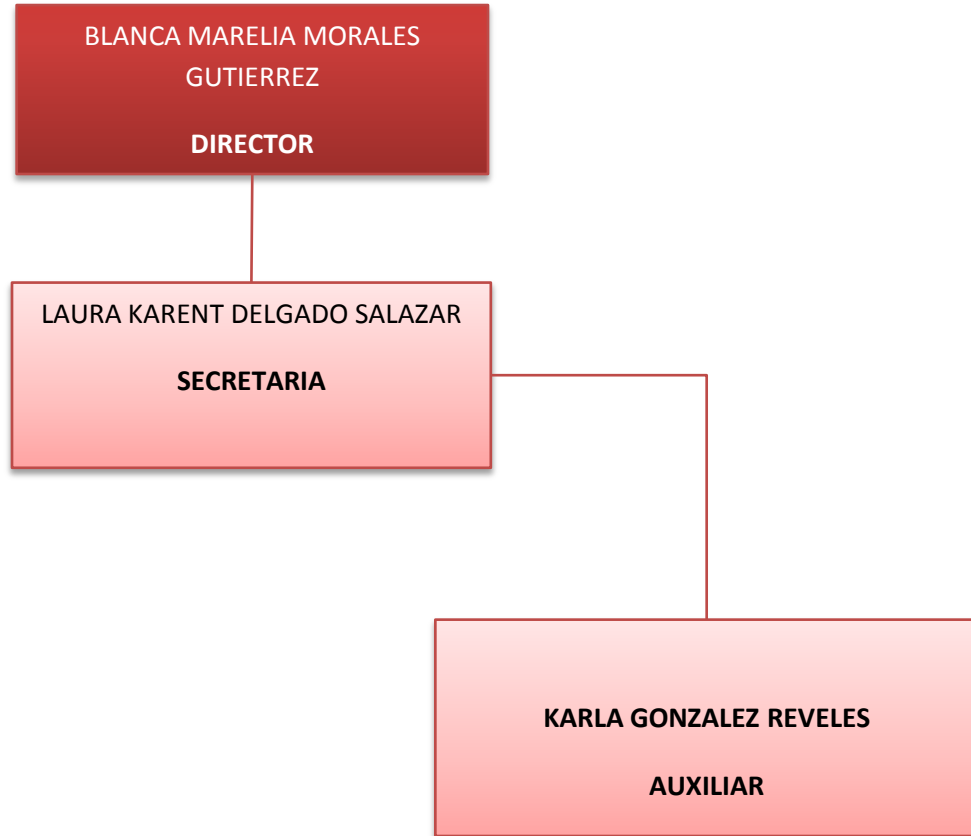 BLANCA MARELIA MORALES
GUTIERREZ
DIRECTOR
LAURA KARENT DELGADO SALAZAR
SECRETARIA
KARLA GONZALEZ REVELES
AUXILIAR